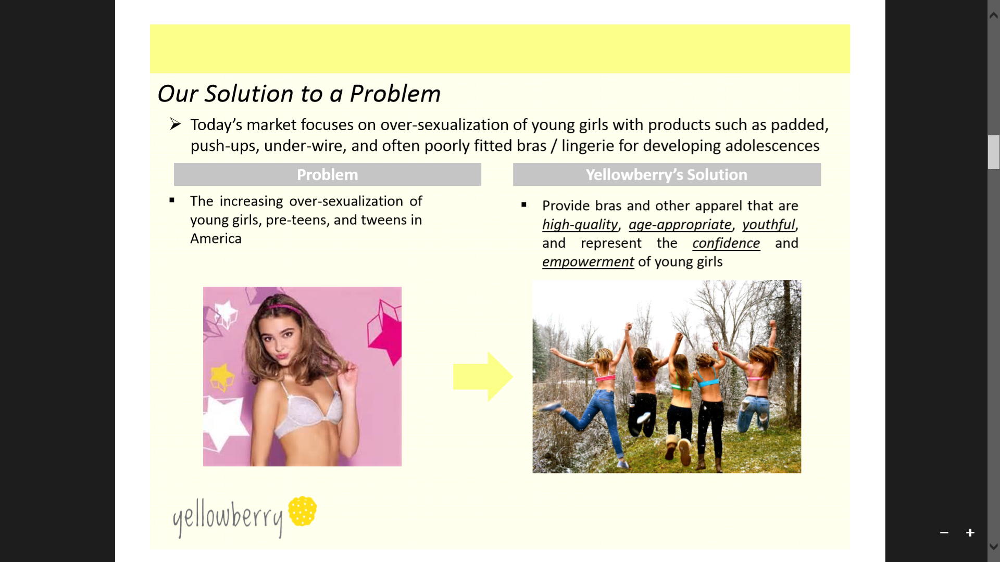 Our Solution to a Problem
Today’s market focuses on over-sexualization of young girls with products such as padded,
push-ups, under-wire, and often poorly fitted bras / lingerie for developing adolescences
Problem
The increasing over-sexualization of
young girls, pre-teens, and tweens in
America
Yellowberry’s Solution
Provide bras and other apparel that are
high-quality, age-appropriate, youthful,
and represent the confidence and
empowerment of young girls
yellowberry